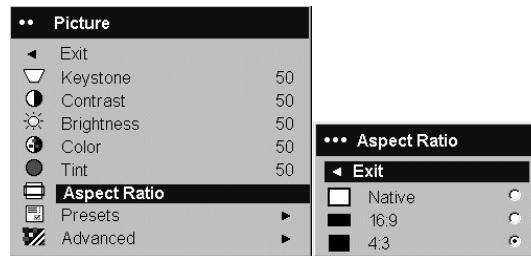 Picture
Exit
Keystone 50
Contrast 50
Brightness 50
Color 50
Tint 50
Aspect Ratio
Presets
Advanced
Aspect Ratio
Exit
Native
16:9
4:3